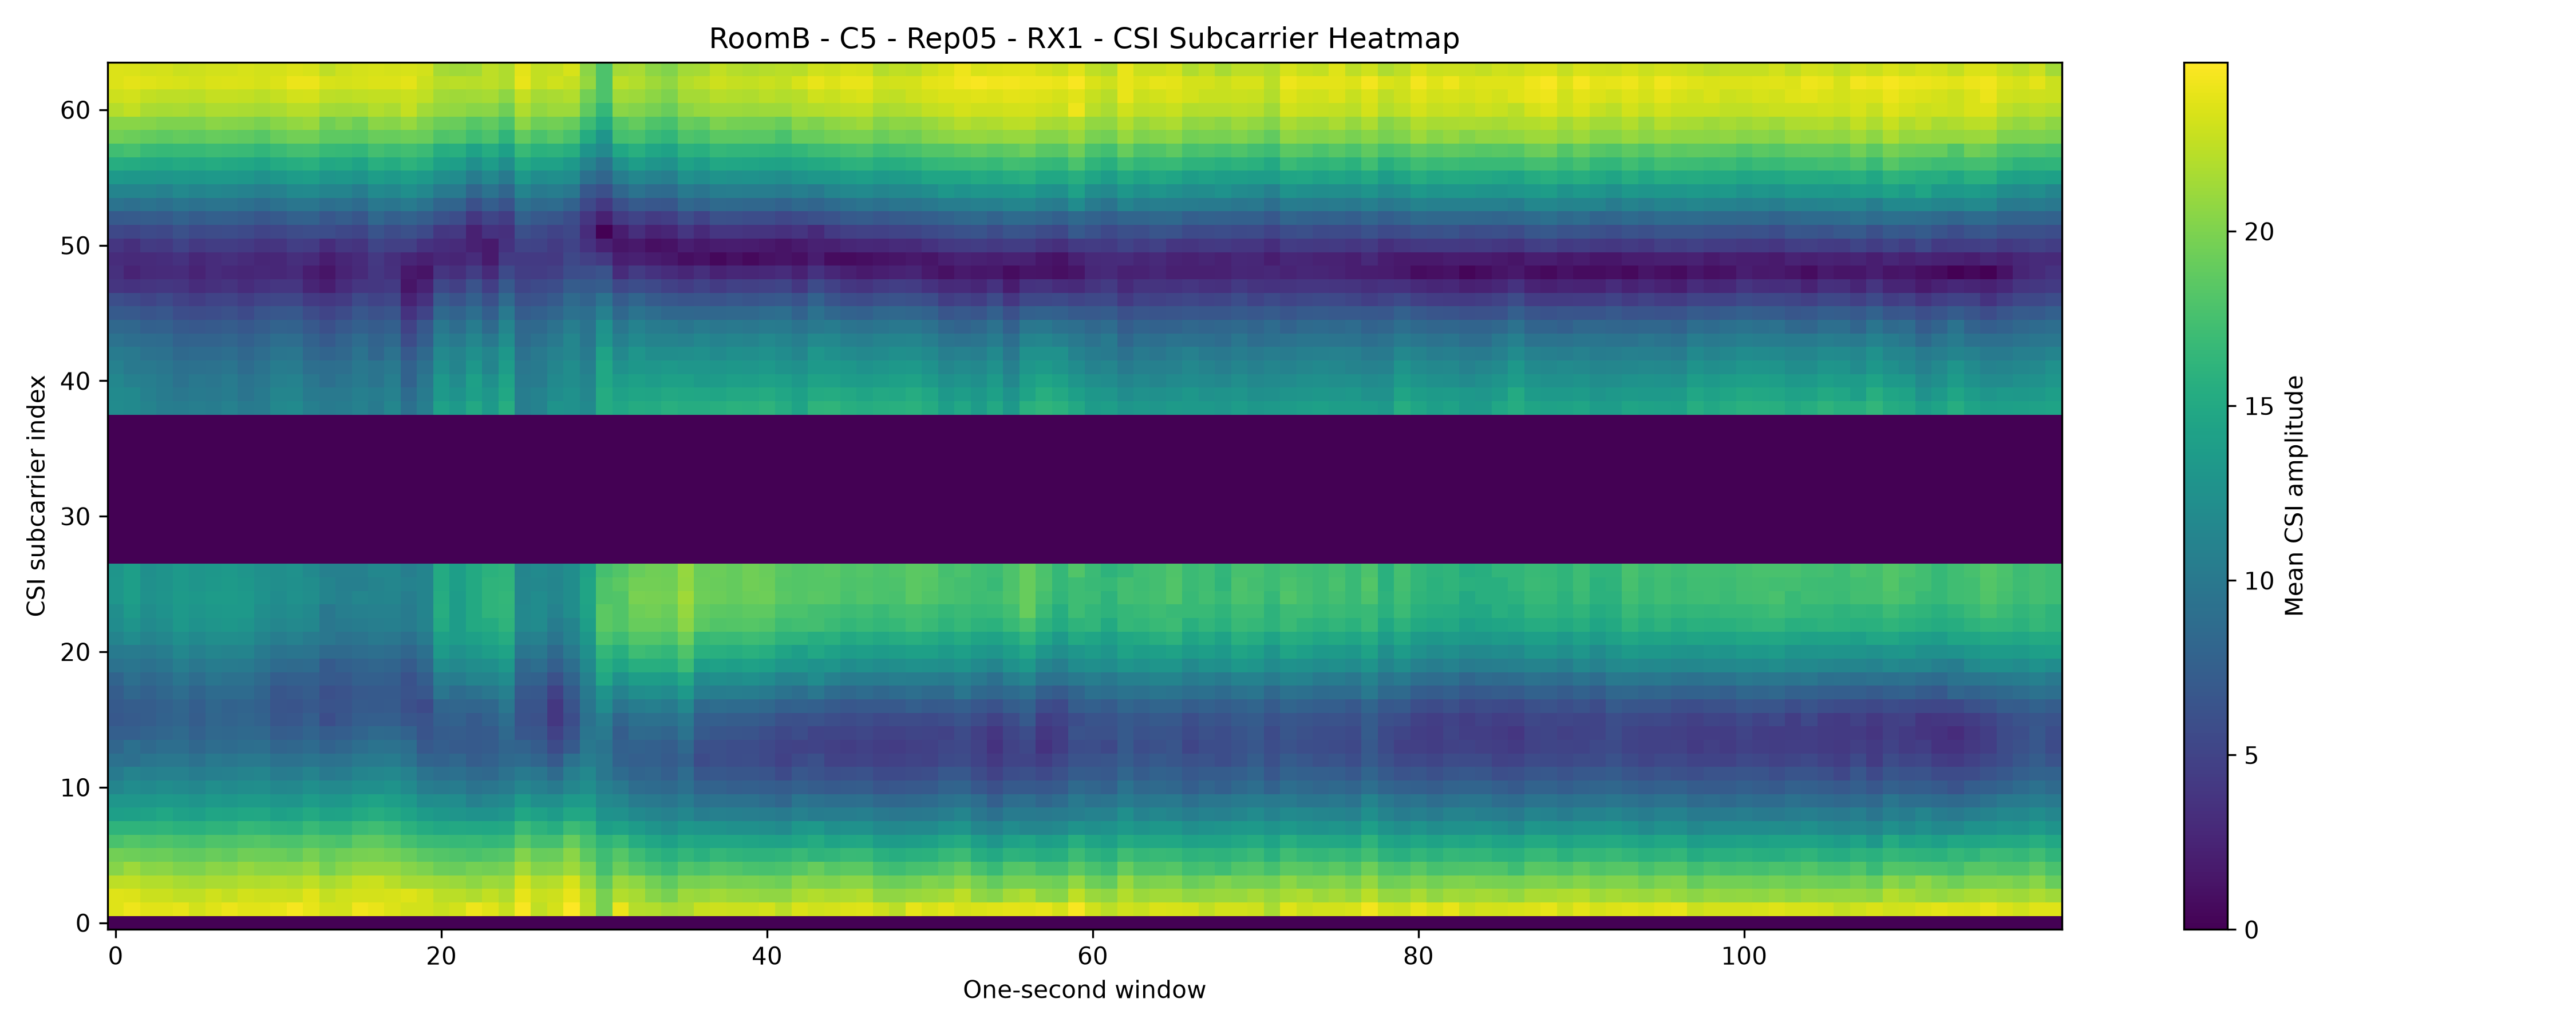 RoomB - C5 - Rep05 - RX1 - CSI Subcarrier Heatmap
60
50
40
30
20
10
0
CSI subcarrier index
0 20 40 60 80 100
One-second window
20
15
10
5
0
Mean CSI amplitude